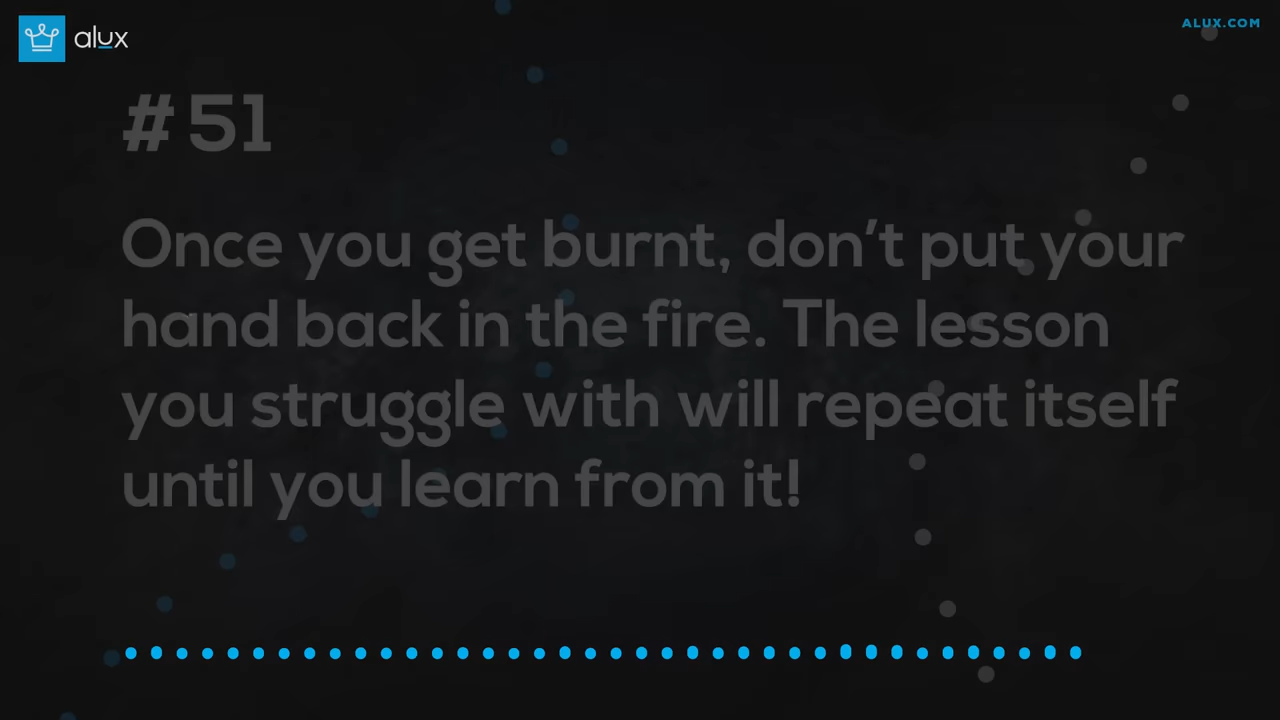 alux
ALUX.COM
#51
Once you get burnt, don’t put your
hand back in the fire. The lesson
you struggle with will repeat itself
until you learn from it!